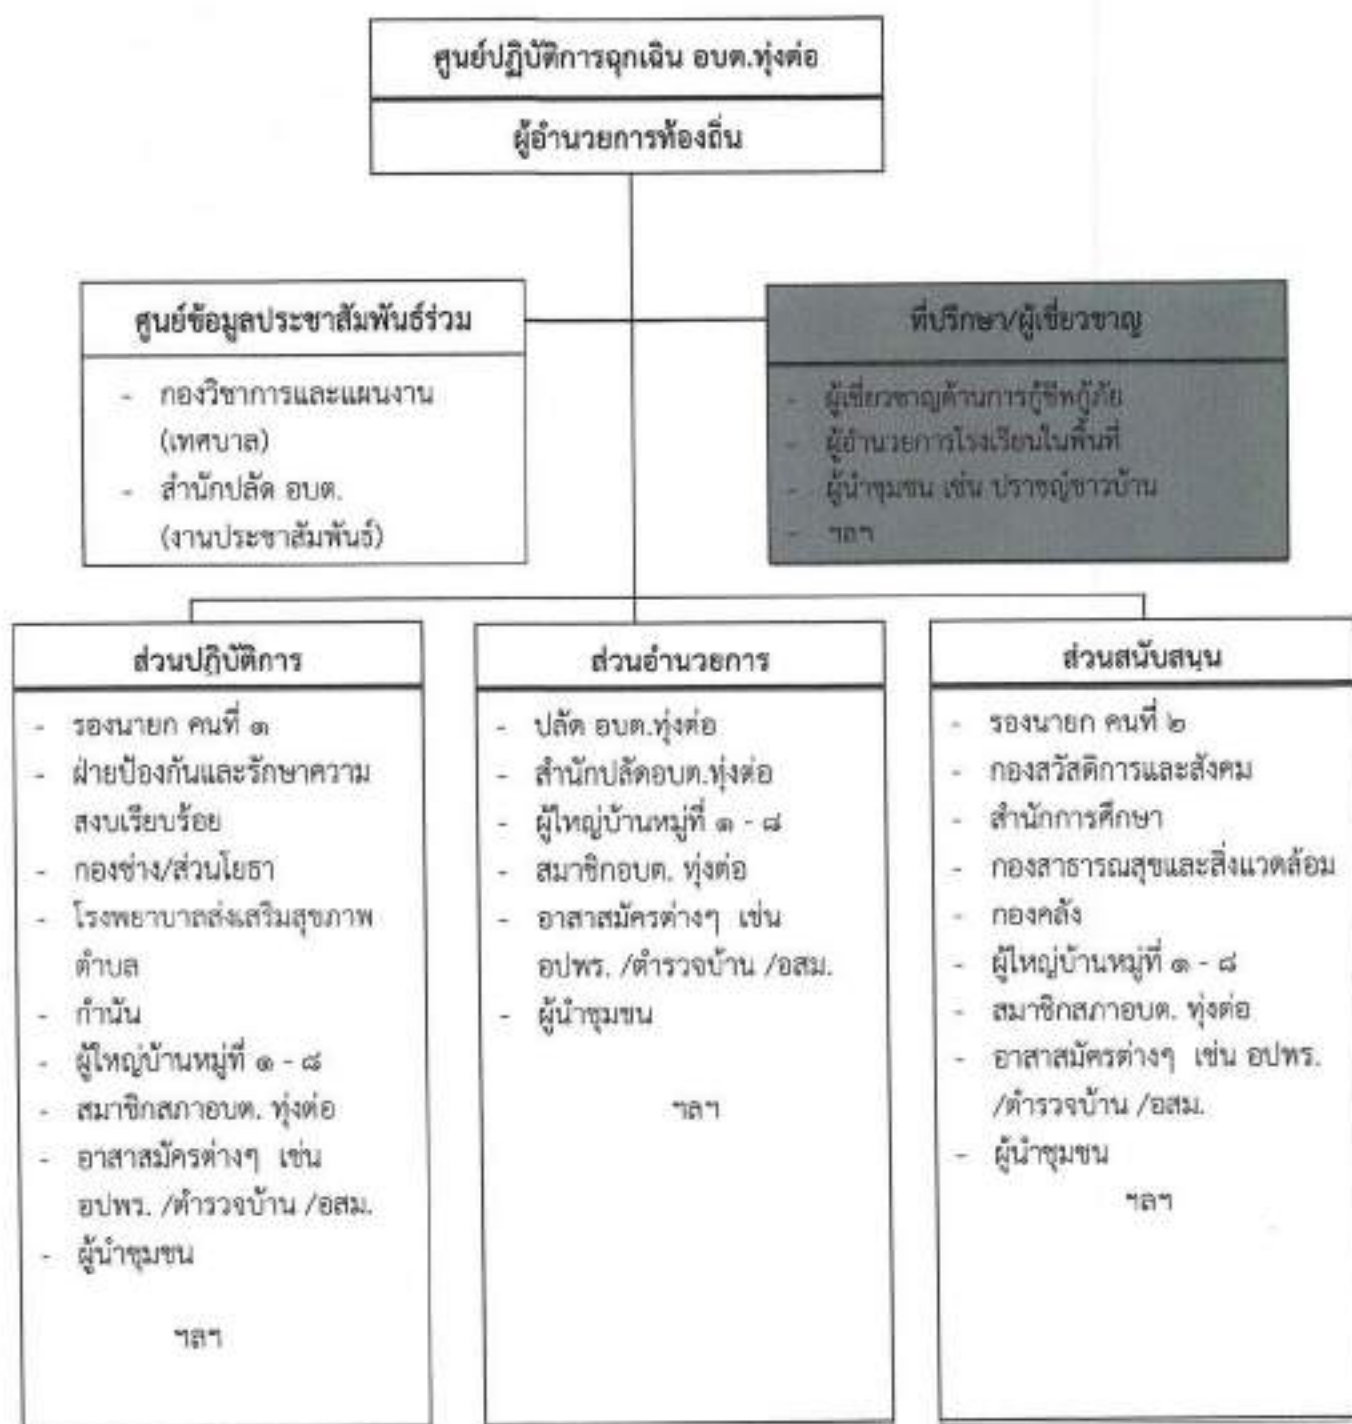 ศูนย์ปฏิบัติการฉุกเฉิน อบต.ทุ่งต่อ
ผู้อำนวยการท้องถิ่น
ศูนย์ข้อมูลประชาสัมพันธ์ร่วม
- กองวิชาการและแผนงาน
(เทศบาล)
- สำนักปลัด อบต.
(งานประชาสัมพันธ์)
ที่ปรึกษา/ผู้เชี่ยวชาญ
- ผู้เชี่ยวชาญด้านการกู้ชีพกู้ภัย
- ผู้อำนวยการโรงเรียนในพื้นที่
- ผู้นำชุมชน เช่น ปราชญ์ชาวบ้าน
- ฯลฯ
ส่วนปฏิบัติการ
- รองนายก คนที่ ๑
- ฝ่ายป้องกันและรักษาความ
สงบเรียบร้อย
- กองช่าง/ส่วนโยธา
- โรงพยาบาลส่งเสริมสุขภาพ
ตำบล
- กำนัน
- ผู้ใหญ่บ้านหมู่ที่ ๑ - ๘
- สมาชิกสภาอบต. ทุ่งต่อ
- อาสาสมัครต่างๆ เช่น
อปพร. /ตำรวจบ้าน /อสม.
- ผู้นำชุมชน
ฯลฯ
ส่วนอำนวยการ
- ปลัด อบต.ทุ่งต่อ
- สำนักปลัดอบต.ทุ่งต่อ
- ผู้ใหญ่บ้านหมู่ที่ ๑ - ๘
- สมาชิกอบต. ทุ่งต่อ
- อาสาสมัครต่างๆ เช่น
อปพร. /ตำรวจบ้าน /อสม.
- ผู้นำชุมชน
ฯลฯ
ส่วนสนับสนุน
- รองนายก คนที่ ๒
- กองสวัสดิการและสังคม
- สำนักการศึกษา
- กองสาธารณสุขและสิ่งแวดล้อม
- กองคลัง
- ผู้ใหญ่บ้านหมู่ที่ ๑ - ๘
- สมาชิกสภาอบต. ทุ่งต่อ
- อาสาสมัครต่างๆ เช่น อปพร.
/ตำรวจบ้าน /อสม.
- ผู้นำชุมชน
ฯลฯ